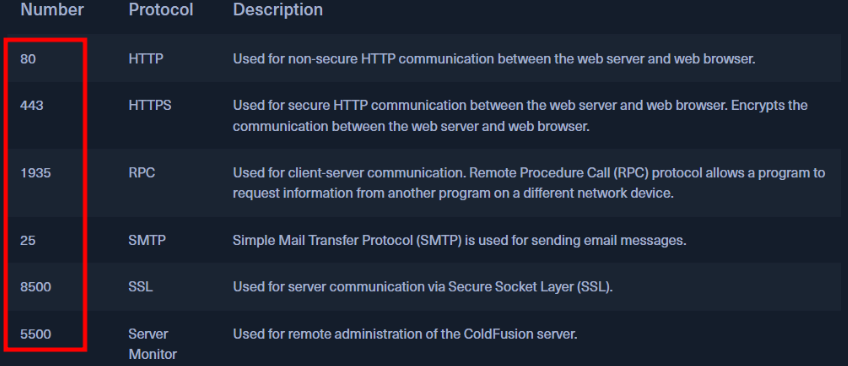 Number Protocol Description
80 HTTP Used for non-secure HTTP communication between the web server and web browser.
443 HTTPS Used for secure HTTP communication between the web server and web browser. Encrypts the
communication between the web server and web browser.
1935 RPC Used for client-server communication. Remote Procedure Call (RPC) protocol allows a program to
request information from another program on a different network device.
25 SMTP Simple Mail Transfer Protocol (SMTP) is used for sending email messages.
8500 SSL Used for server communication via Secure Socket Layer (SSL).
5500 Server Used for remote administration of the ColdFusion server.
Monitor